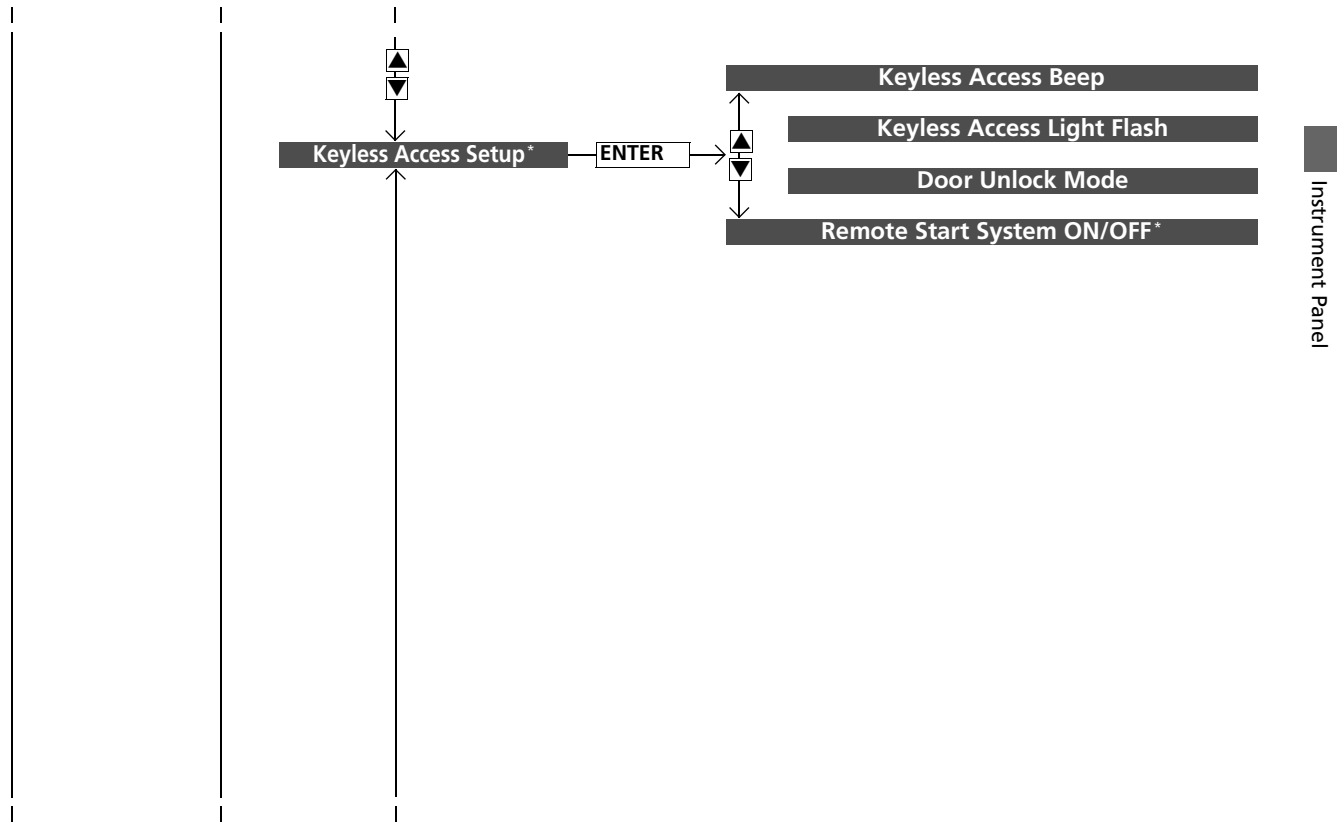 Keyless Access Beep
Keyless Access Light Flash
Keyless Access Setup*
ENTER
Door Unlock Mode
Remote Start System ON/OFF*
Instrument Panel